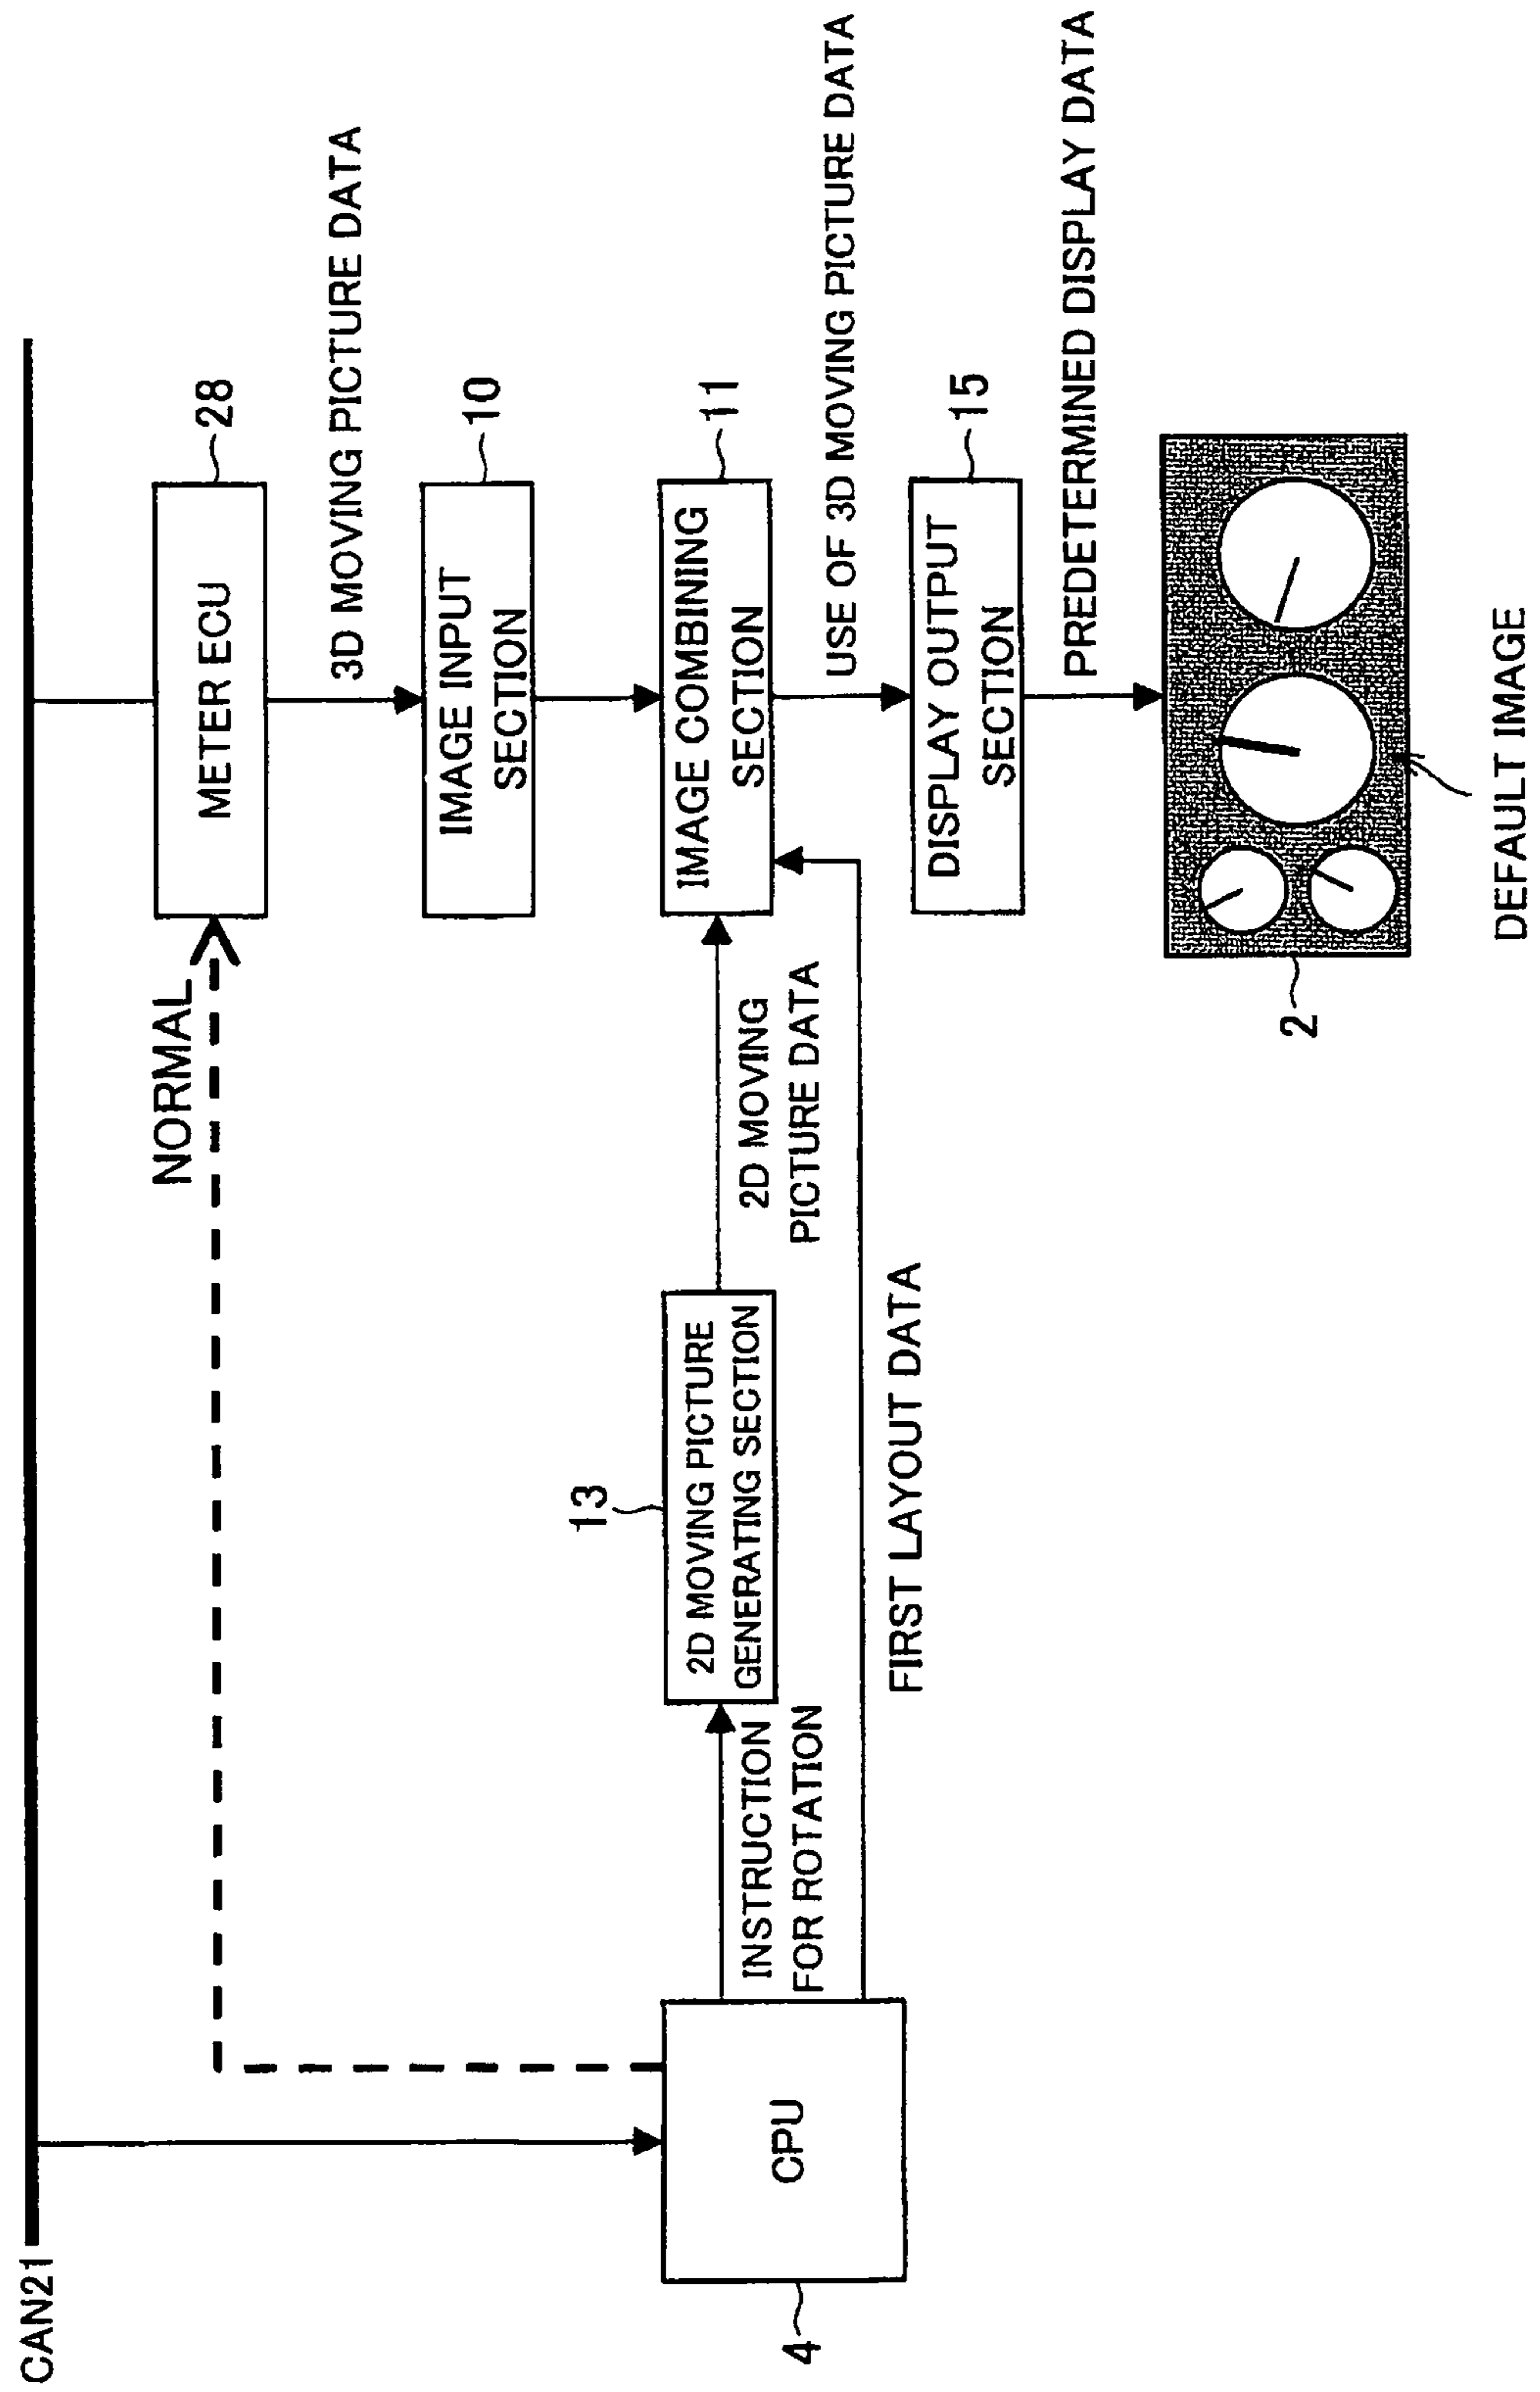 CAN21
NORMAL
METER ECU
28
3D MOVING PICTURE DATA
IMAGE INPUT
SECTION
10
13
2D MOVING PICTURE
GENERATING SECTION
2D MOVING
PICTURE DATA
IMAGE COMBINING
SECTION
11
4
CPU
INSTRUCTION
FOR ROTATION
FIRST LAYOUT DATA
USE OF 3D MOVING PICTURE DATA
DISPLAY OUTPUT
SECTION
15
PREDETERMINED DISPLAY DATA
2
DEFAULT IMAGE